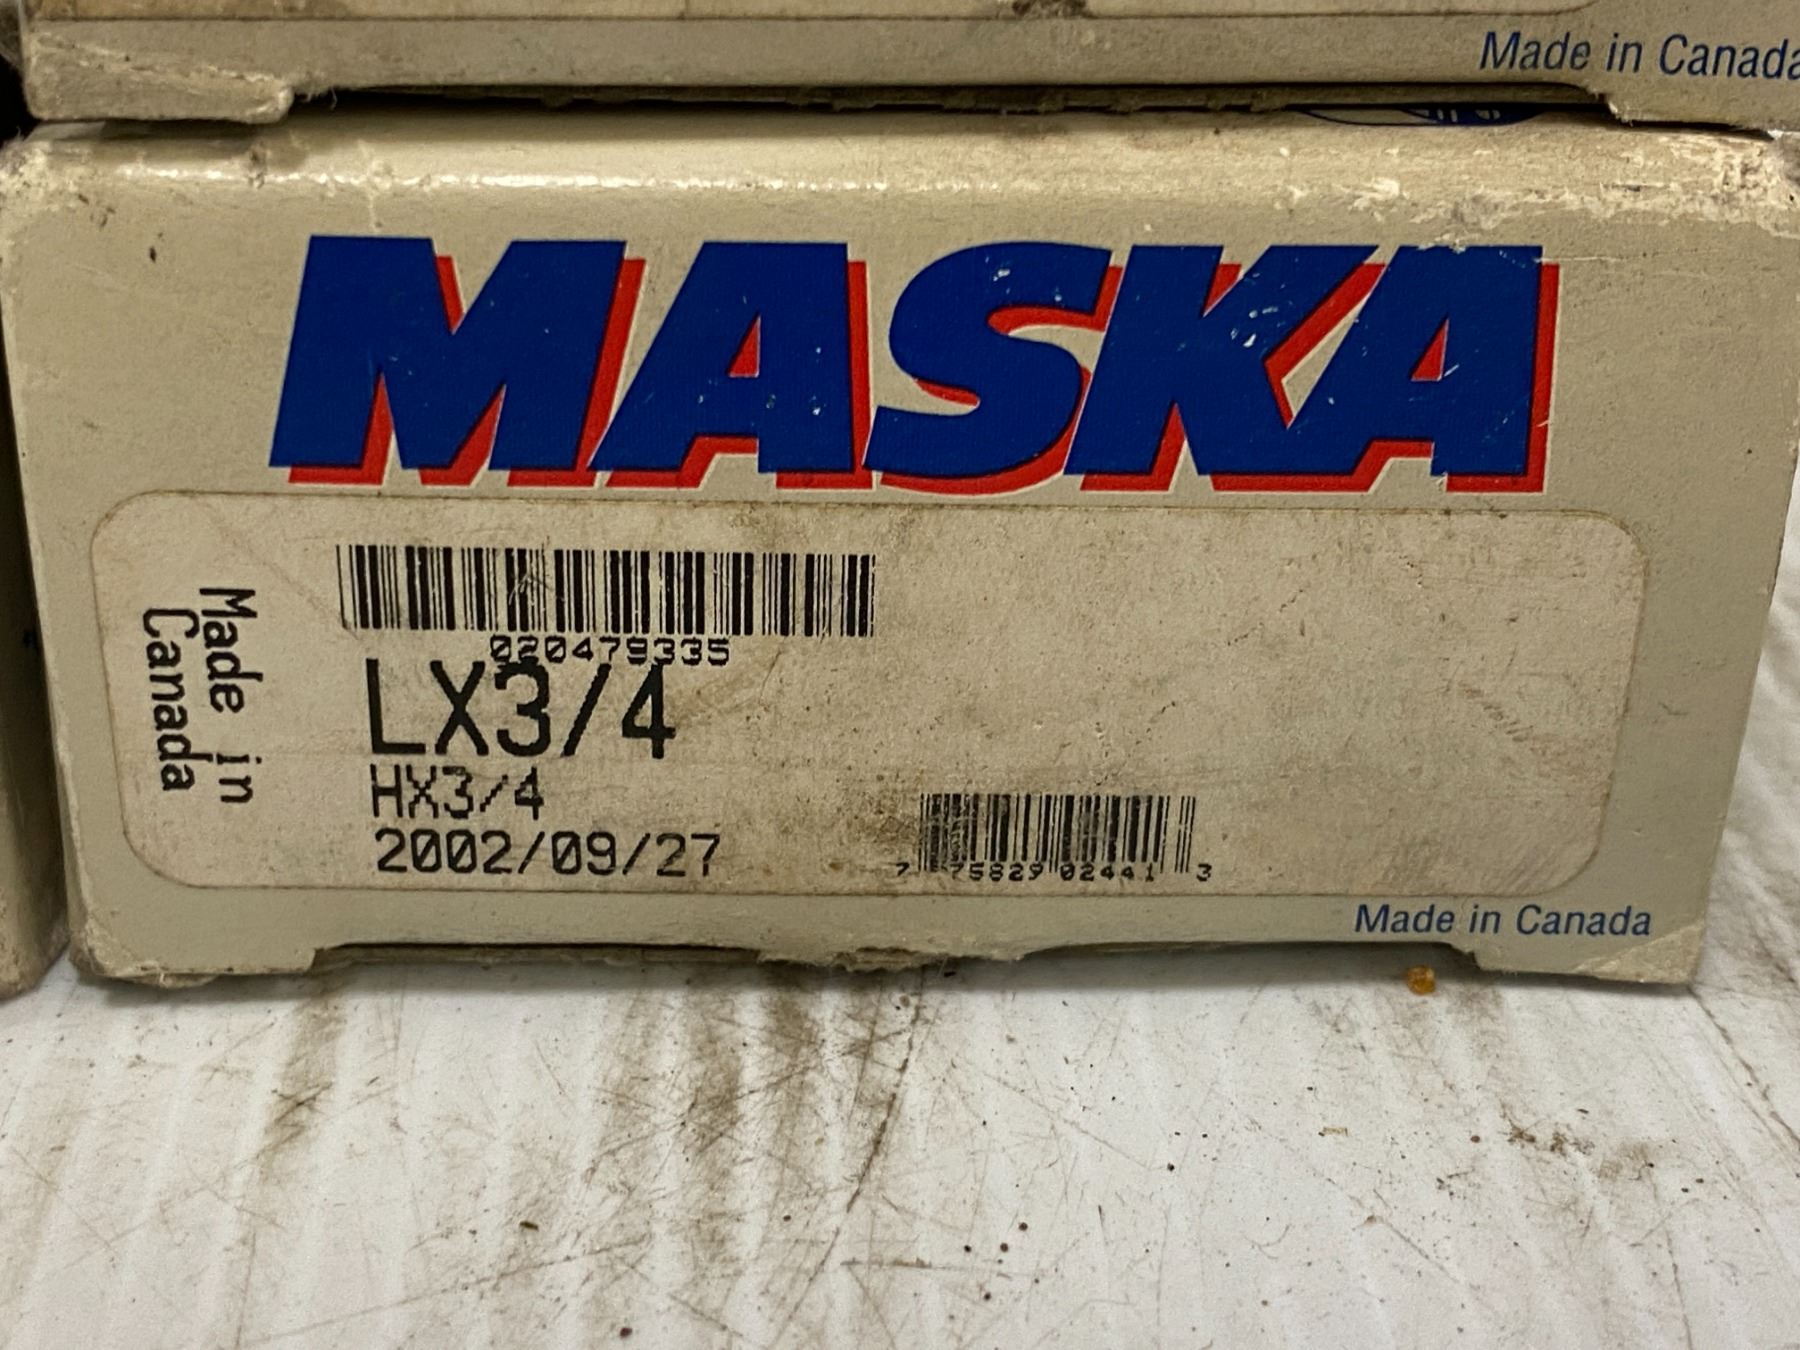 Made in Canada
MASKA
Made in
Canada
020479335
LX3/4
HX3/4
2002/09/27
7 75829 02441 3
Made in Canada